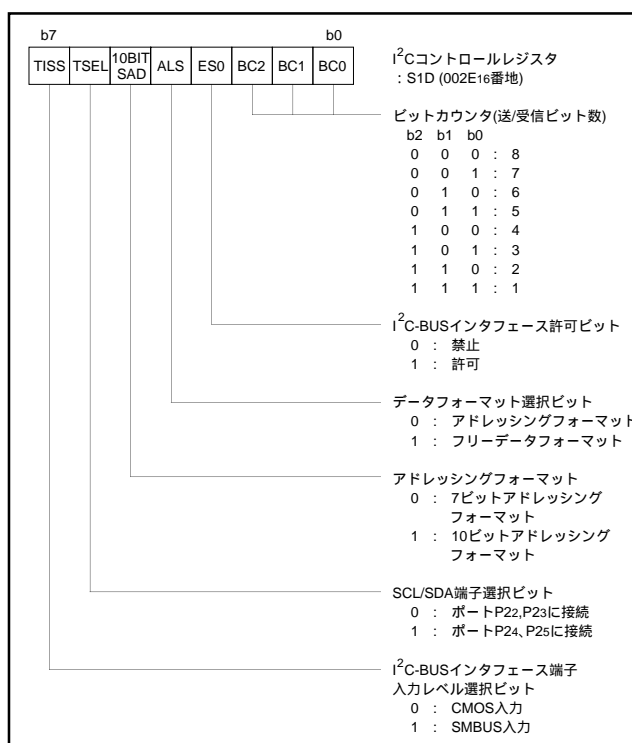 b7 b0
TISS TSEL 10BIT SAD ALS ES0 BC2 BC1 BC0
I2Cコントロールレジスタ
: S1D (002E16番地)
ビットカウンタ(送/受信ビット数)
b2 b1 b0
0 0 0 : 8
0 0 1 : 7
0 1 0 : 6
0 1 1 : 5
1 0 0 : 4
1 0 1 : 3
1 1 0 : 2
1 1 1 : 1
I2C-BUSインタフェース許可ビット
0 : 禁止
1 : 許可
データフォーマット選択ビット
0 : アドレッシングフォーマット
1 : フリーデータフォーマット
アドレッシングフォーマット
0 : 7ビットアドレッシング
フォーマット
1 : 10ビットアドレッシング
フォーマット
SCL/SDA端子選択ビット
0 : ポートP22,P23に接続
1 : ポートP24、P25に接続
I2C-BUSインタフェース端子
入力レベル選択ビット
0 : CMOS入力
1 : SMBUS入力